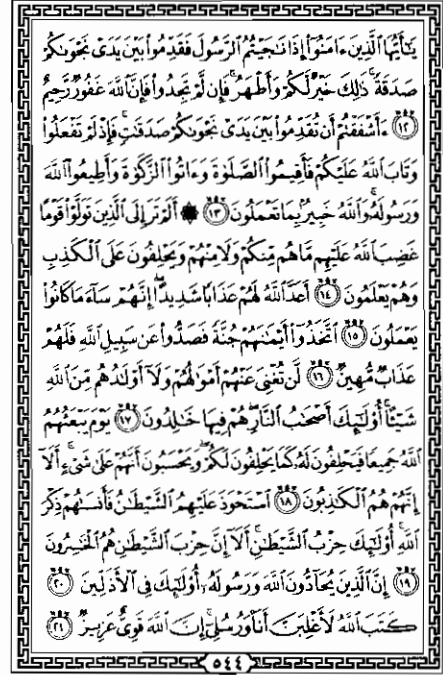 يَٰٓأَيُّهَا ٱلَّذِينَ ءَامَنُوٓا۟ إِذَا نَٰجَيْتُمُ ٱلرَّسُولَ فَقَدِّمُوا۟ بَيْنَ يَدَىْ نَجْوَىٰكُمْ
صَدَقَةً ۚ ذَٰلِكَ خَيْرٌ لَّكُمْ وَأَطْهَرُ ۚ فَإِن لَّمْ تَجِدُوا۟ فَإِنَّ ٱللَّهَ غَفُورٌ رَّحِيمٌ
١٢ ءَأَشْفَقْتُمْ أَن تُقَدِّمُوا۟ بَيْنَ يَدَىْ نَجْوَىٰكُمْ صَدَقَٰتٍ ۚ فَإِذْ لَمْ تَفْعَلُوا۟
وَتَابَ ٱللَّهُ عَلَيْكُمْ فَأَقِيمُوا۟ ٱلصَّلَوٰةَ وَءَاتُوا۟ ٱلزَّكَوٰةَ وَأَطِيعُوا۟ ٱللَّهَ
وَرَسُولَهُۥ ۚ وَٱللَّهُ خَبِيرٌۢ بِمَا تَعْمَلُونَ ١٣ ۞ أَلَمْ تَرَ إِلَى ٱلَّذِينَ تَوَلَّوْا۟ قَوْمًا
غَضِبَ ٱللَّهُ عَلَيْهِم مَّا هُم مِّنكُمْ وَلَا مِنْهُمْ وَيَحْلِفُونَ عَلَى ٱلْكَذِبِ
وَهُمْ يَعْلَمُونَ ١٤ أَعَدَّ ٱللَّهُ لَهُمْ عَذَابًا شَدِيدًا ۖ إِنَّهُمْ سَآءَ مَا كَانُوا۟
يَعْمَلُونَ ١٥ ٱتَّخَذُوٓا۟ أَيْمَٰنَهُمْ جُنَّةً فَصَدُّوا۟ عَن سَبِيلِ ٱللَّهِ فَلَهُمْ
عَذَابٌ مُّهِينٌ ١٦ لَّن تُغْنِىَ عَنْهُمْ أَمْوَٰلُهُمْ وَلَآ أَوْلَٰدُهُم مِّنَ ٱللَّهِ
شَيْـًٔا ۚ أُو۟لَٰٓئِكَ أَصْحَٰبُ ٱلنَّارِ ۖ هُمْ فِيهَا خَٰلِدُونَ ١٧ يَوْمَ يَبْعَثُهُمُ
ٱللَّهُ جَمِيعًا فَيَحْلِفُونَ لَهُۥ كَمَا يَحْلِفُونَ لَكُمْ ۖ وَيَحْسَبُونَ أَنَّهُمْ عَلَىٰ شَىْءٍ ۚ أَلَآ
إِنَّهُمْ هُمُ ٱلْكَٰذِبُونَ ١٨ ٱسْتَحْوَذَ عَلَيْهِمُ ٱلشَّيْطَٰنُ فَأَنسَىٰهُمْ ذِكْرَ
ٱللَّهِ ۚ أُو۟لَٰٓئِكَ حِزْبُ ٱلشَّيْطَٰنِ ۚ أَلَآ إِنَّ حِزْبَ ٱلشَّيْطَٰنِ هُمُ ٱلْخَٰسِرُونَ
١٩ إِنَّ ٱلَّذِينَ يُحَآدُّونَ ٱللَّهَ وَرَسُولَهُۥٓ أُو۟لَٰٓئِكَ فِى ٱلْأَذَلِّينَ ٢٠
كَتَبَ ٱللَّهُ لَأَغْلِبَنَّ أَنَا۠ وَرُسُلِىٓ ۚ إِنَّ ٱللَّهَ قَوِىٌّ عَزِيزٌ ٢١
٥٤٤